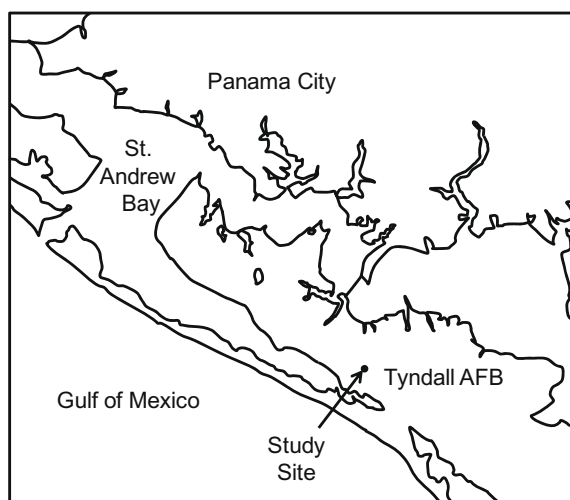 Panama City
St.
Andrew
Bay
Tyndall AFB
Gulf of Mexico
Study
Site